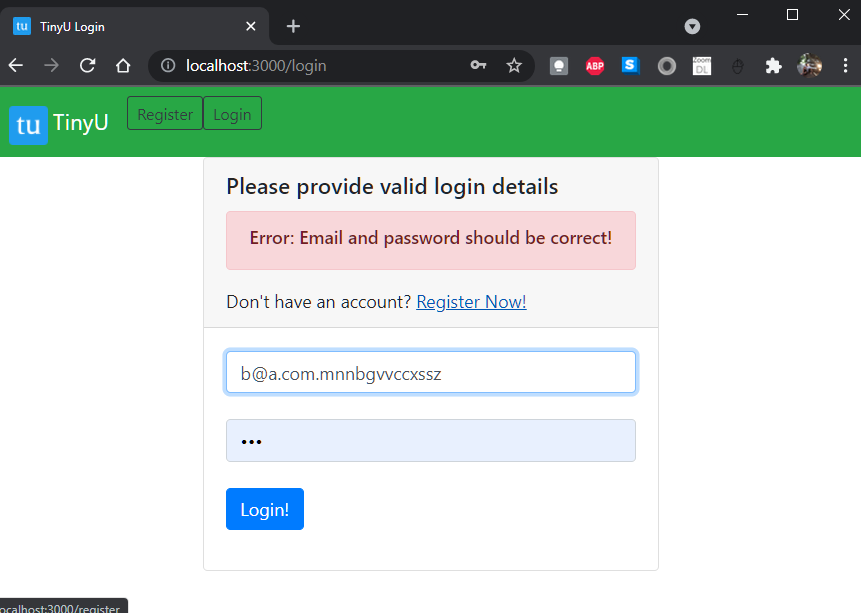 tu TinyU Login
localhost:3000/login
ABP S Zoom DL
tu TinyU Register Login
Please provide valid login details
Error: Email and password should be correct!
Don't have an account? Register Now!
b@a.com.mnnbgvvccxssz
•••
Login!
ocalhost:3000/register